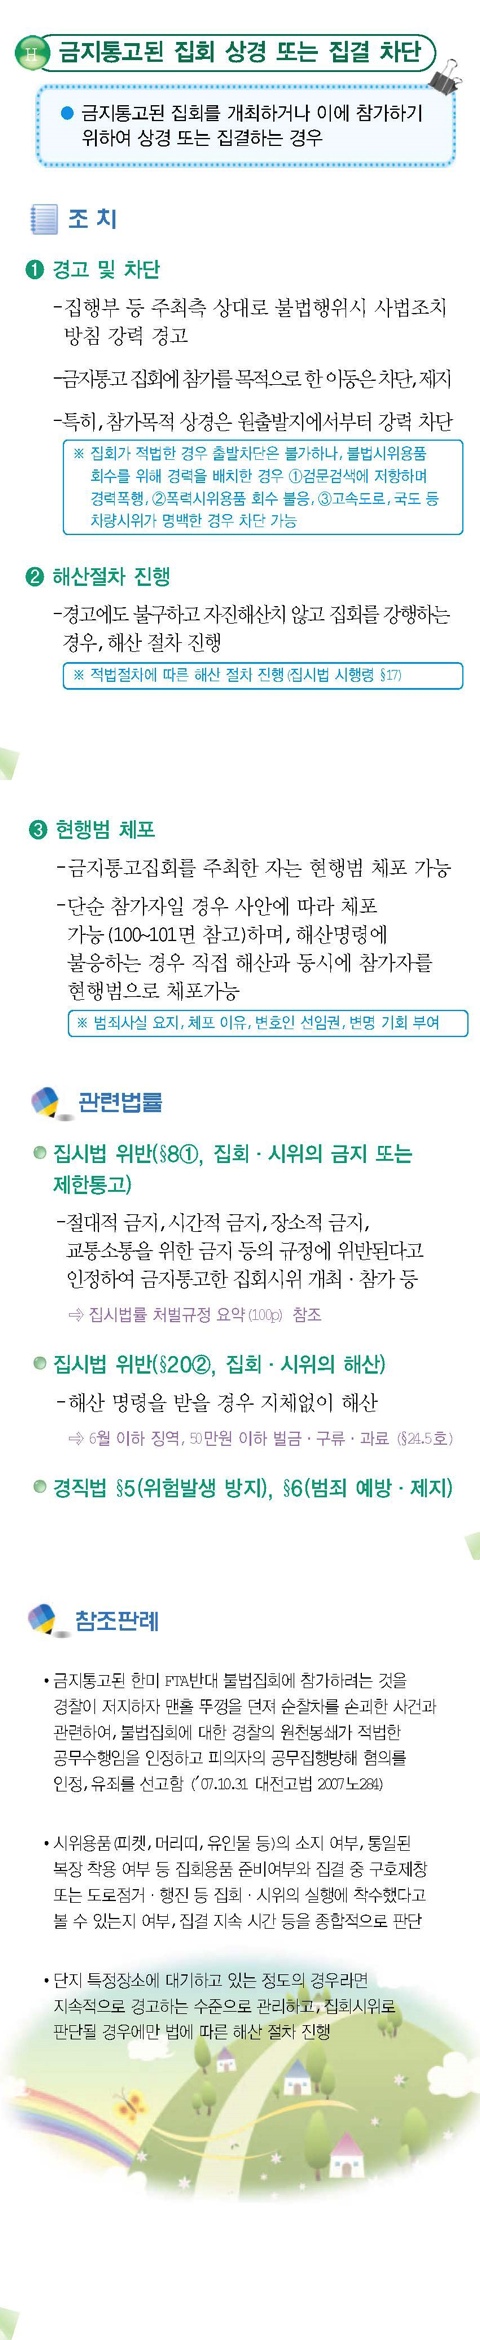 H 금지통고된 집회 상경 또는 집결 차단
● 금지통고된 집회를 개최하거나 이에 참가하기
위하여 상경 또는 집결하는 경우
조 치
❶ 경고 및 차단
-집행부 등 주최측 상대로 불법행위시 사법조치
방침 강력 경고
-금지통고 집회에 참가를 목적으로 한 이동은 차단,제지
-특히,참가목적 상경은 원출발지에서부터 강력 차단
※ 집회가 적법한 경우 출발차단은 불가하나, 불법시위용품
회수를 위해 경력을 배치한 경우 ①검문검색에 저항하며
경력폭행, ②폭력시위용품 회수 불응, ③고속도로, 국도 등
차량시위가 명백한 경우 차단 가능
❷ 해산절차 진행
-경고에도 불구하고 자진해산치 않고 집회를 강행하는
경우, 해산 절차 진행
※ 적법절차에 따른 해산 절차 진행(집시법 시행령 §17)
❸ 현행범 체포
-금지통고집회를 주최한 자는 현행범 체포 가능
-단순 참가자일 경우 사안에 따라 체포
가능(100~101면 참고)하며, 해산명령에
불응하는 경우 직접 해산과 동시에 참가자를
현행범으로 체포가능
※ 범죄사실 요지, 체포 이유, 변호인 선임권, 변명 기회 부여
관련법률
집시법 위반(§8①, 집회·시위의 금지 또는
제한통고)
-절대적 금지,시간적 금지,장소적 금지,
교통소통을 위한 금지 등의 규정에 위반된다고
인정하여 금지통고한 집회시위 개최·참가 등
⇨ 집시법률 처벌규정 요약(100p) 참조
집시법 위반(§20②, 집회·시위의 해산)
-해산 명령을 받을 경우 지체없이 해산
⇨ 6월 이하 징역, 50만원 이하 벌금·구류·과료 (§24.5호)
경직법 §5(위험발생 방지), §6(범죄 예방·제지)
참조판례
• 금지통고된 한미 FTA반대 불법집회에 참가하려는 것을
경찰이 저지하자 맨홀 뚜껑을 던져 순찰차를 손괴한 사건과
관련하여, 불법집회에 대한 경찰의 원천봉쇄가 적법한
공무수행임을 인정하고 피의자의 공무집행방해 혐의를
인정, 유죄를 선고함 ('07.10.31 대전고법 2007노284)
• 시위용품(피켓, 머리띠, 유인물 등)의 소지 여부, 통일된
복장 착용 여부 등 집회용품 준비여부와 집결 중 구호제창
또는 도로점거·행진 등 집회·시위의 실행에 착수했다고
볼 수 있는지 여부, 집결 지속 시간 등을 종합적으로 판단
• 단지 특정장소에 대기하고 있는 정도의 경우라면
지속적으로 경고하는 수준으로 관리하고, 집회시위로
판단될 경우에만 법에 따른 해산 절차 진행